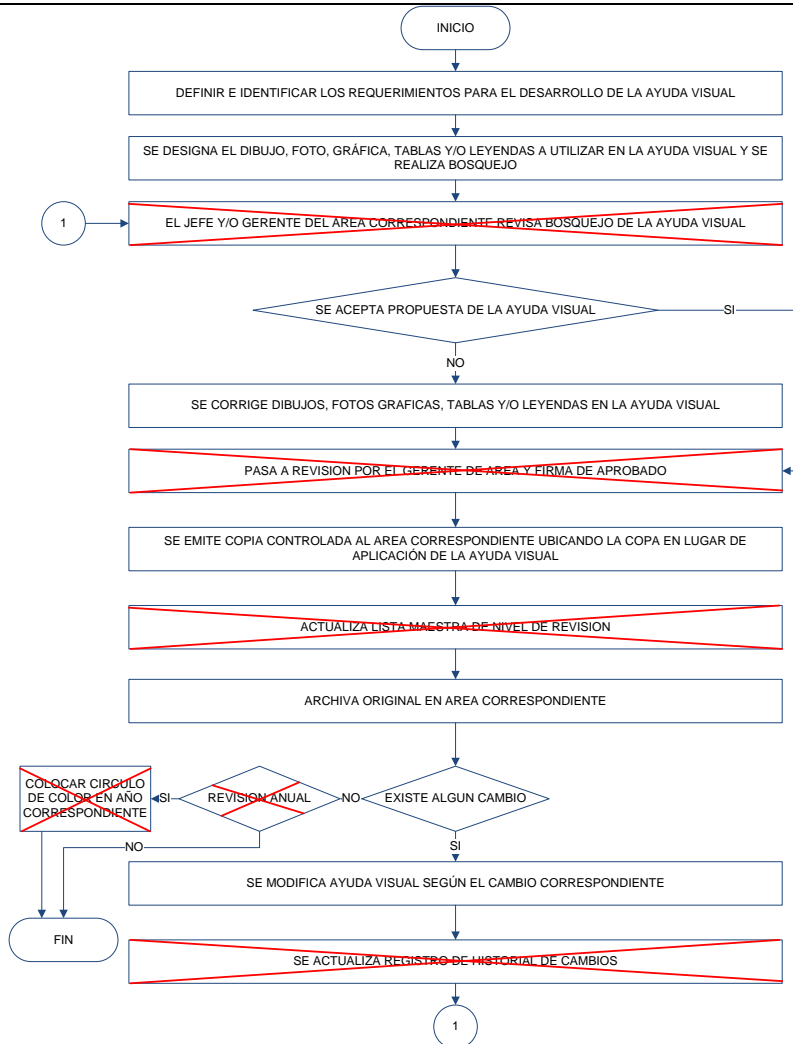 INICIO
DEFINIR E IDENTIFICAR LOS REQUERIMIENTOS PARA EL DESARROLLO DE LA AYUDA VISUAL
SE DESIGNA EL DIBUJO, FOTO, GRÁFICA, TABLAS Y/O LEYENDAS A UTILIZAR EN LA AYUDA VISUAL Y SE
REALIZA BOSQUEJO
1
EL JEFE Y/O GERENTE DEL AREA CORRESPONDIENTE REVISA BOSQUEJO DE LA AYUDA VISUAL
SE ACEPTA PROPUESTA DE LA AYUDA VISUAL
SI
NO
SE CORRIGE DIBUJOS, FOTOS GRAFICAS, TABLAS Y/O LEYENDAS EN LA AYUDA VISUAL
PASA A REVISION POR EL GERENTE DE AREA Y FIRMA DE APROBADO
SE EMITE COPIA CONTROLADA AL AREA CORRESPONDIENTE UBICANDO LA COPA EN LUGAR DE
APLICACIÓN DE LA AYUDA VISUAL
ACTUALIZA LISTA MAESTRA DE NIVEL DE REVISION
ARCHIVA ORIGINAL EN AREA CORRESPONDIENTE
COLOCAR CIRCULO
DE COLOR EN AÑO
CORRESPONDIENTE
SI
REVISION ANUAL
NO
EXISTE ALGUN CAMBIO
NO
SI
SE MODIFICA AYUDA VISUAL SEGÚN EL CAMBIO CORRESPONDIENTE
FIN
SE ACTUALIZA REGISTRO DE HISTORIAL DE CAMBIOS
1